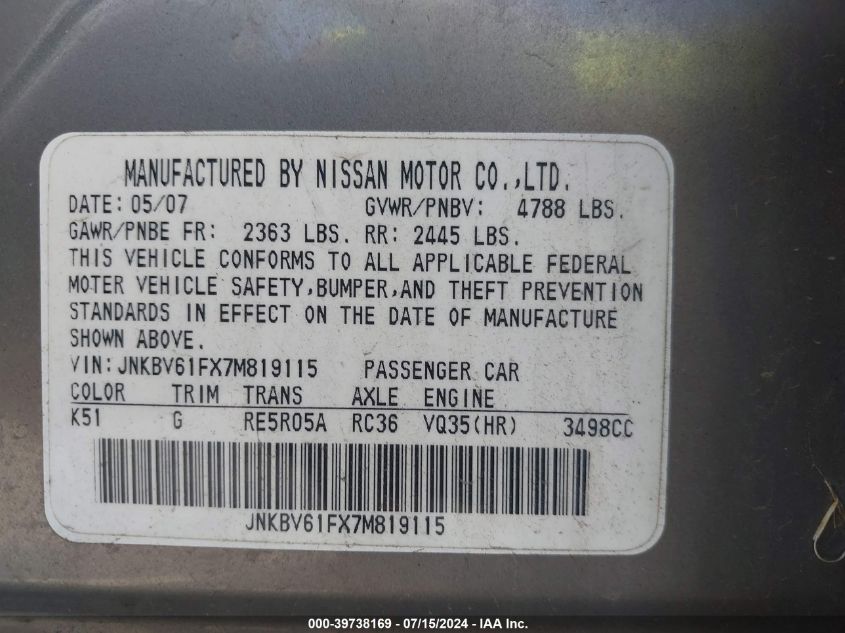 MANUFACTURED BY NISSAN MOTOR CO.,LTD.
DATE: 05/07 GVWR/PNBV: 4788 LBS.
GAWR/PNBE FR: 2363 LBS. RR: 2445 LBS.
THIS VEHICLE CONFORMS TO ALL APPLICABLE FEDERAL
MOTER VEHICLE SAFETY,BUMPER,AND THEFT PREVENTION
STANDARDS IN EFFECT ON THE DATE OF MANUFACTURE
SHOWN ABOVE.
VIN:JNKBV61FX7M819115 PASSENGER CAR
COLOR TRIM TRANS AXLE ENGINE
K51 G RE5R05A RC36 VQ35(HR) 3498CC
JNKBV61FX7M819115
000-39738169 - 07/15/2024 - IAA Inc.